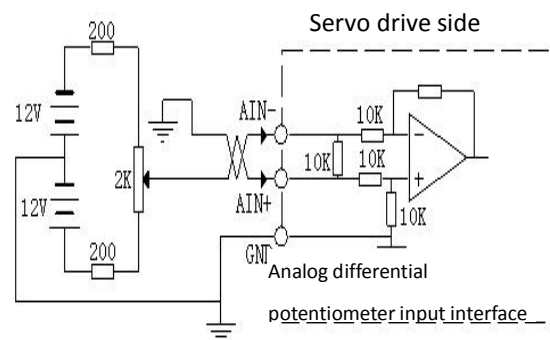 Servo drive side
200
12V
12V
2K
200
AIN-
AIN+
GNT
10K
10K
10K
10K
Analog differential
potentiometer input interface